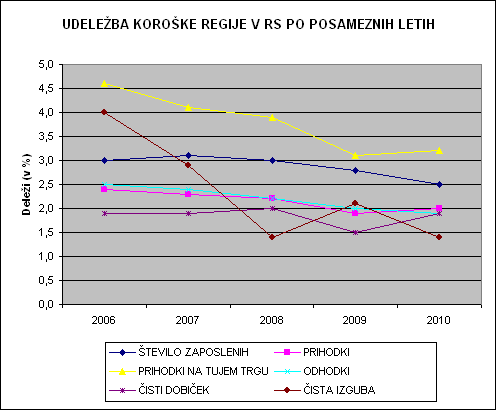 UDELEŽBA KOROŠKE REGIJE V RS PO POSAMEZNIH LETIH
Deleži (v %)
5,0
4,5
4,0
3,5
3,0
2,5
2,0
1,5
1,0
0,5
0,0
2006 2007 2008 2009 2010
ŠTEVILO ZAPOSLENIH PRIHODKI
PRIHODKI NA TUJEM TRGU ODHODKI
ČISTI DOBIČEK ČISTA IZGUBA